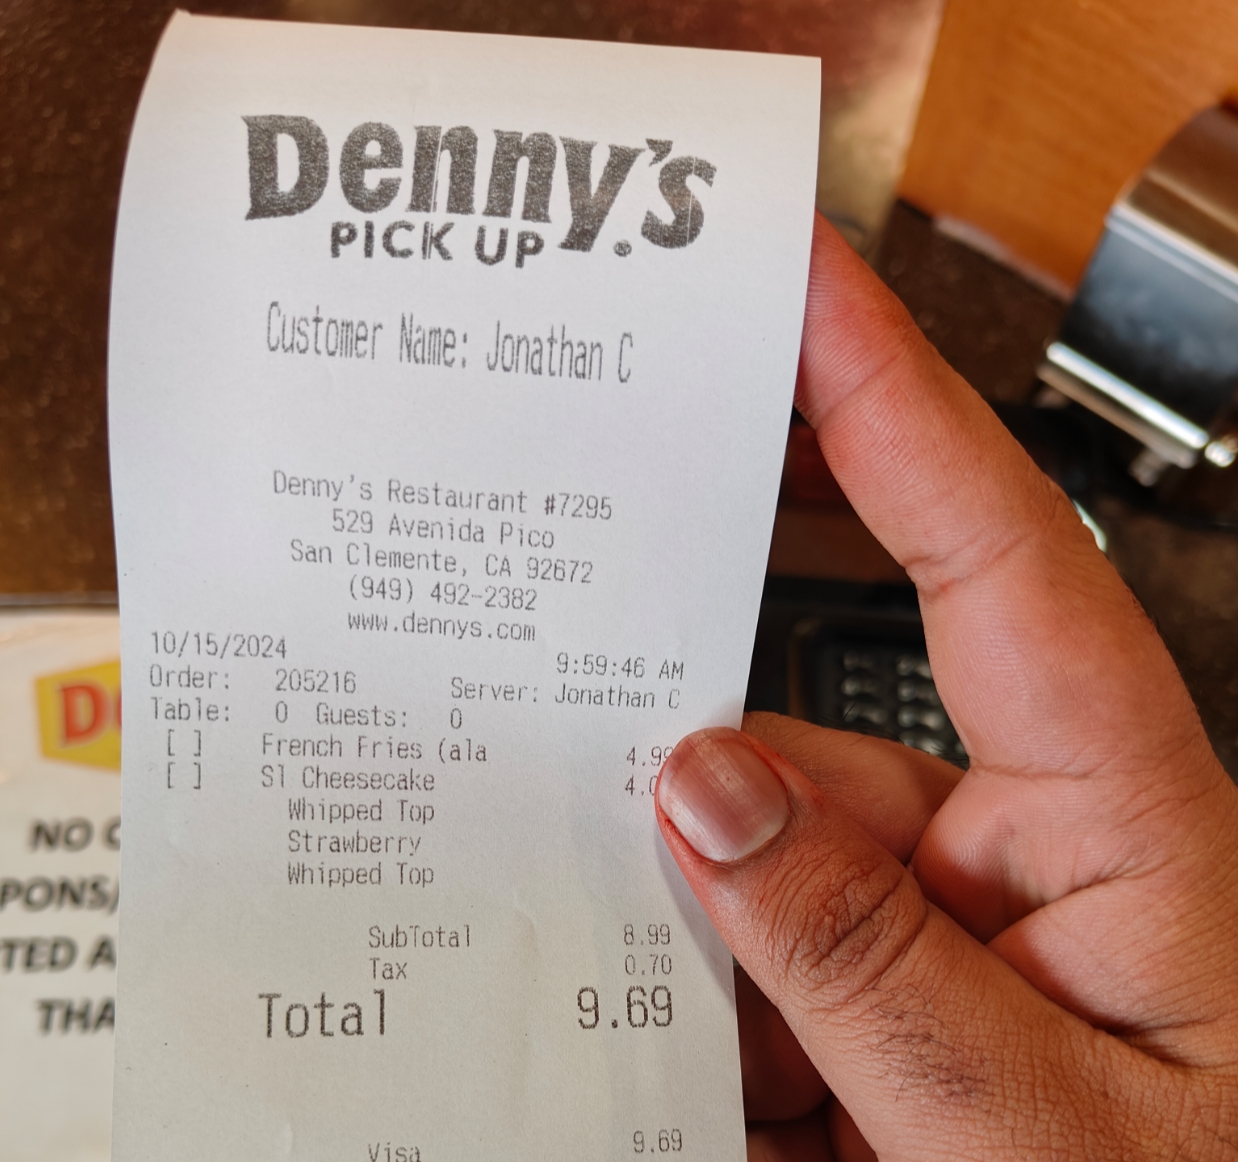 Denny's
PICK UP
Customer Name: Jonathan C
Denny's Restaurant #7295
529 Avenida Pico
San Clemente, CA 92672
(949) 492-2382
www.dennys.com
10/15/2024 9:59:46 AM
Order: 205216 Server: Jonathan C
Table: 0 Guests: 0
[ ] French Fries (ala 4.99
[ ] Sl Cheesecake
Whipped Top
Strawberry
Whipped Top
SubTotal 8.99
Tax 0.70
Total 9.69
Visa 9.69
NO